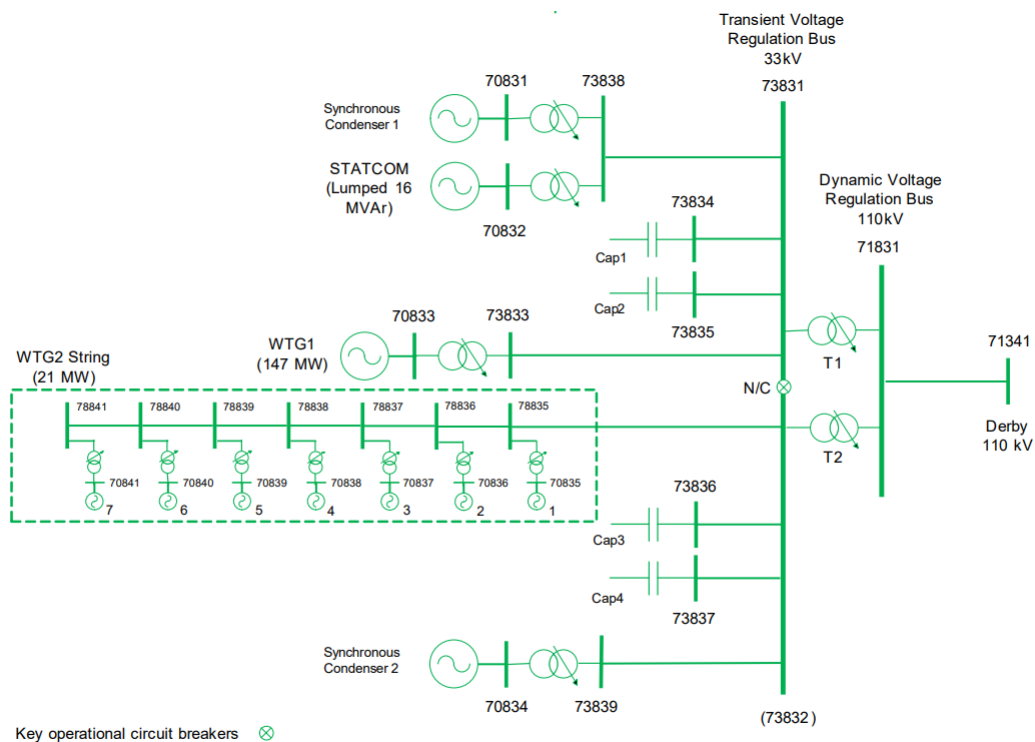 Transient Voltage
Regulation Bus
33kV
73831
70831
73838
Synchronous
Condenser 1
STATCOM
(Lumped 16
MVAr)
70832
Dynamic Voltage
Regulation Bus
110kV
71831
73834
Cap1
Cap2
73835
70833
73833
WTG1
(147 MW)
T1
71341
WTG2 String
(21 MW)
N/C
Derby
110 kV
78841
78840
78839
78838
78837
78836
78835
T2
70841
70840
70839
70838
70837
70836
70835
7
6
5
4
3
2
1
73836
Cap3
Cap4
73837
Synchronous
Condenser 2
70834
73839
(73832)
Key operational circuit breakers